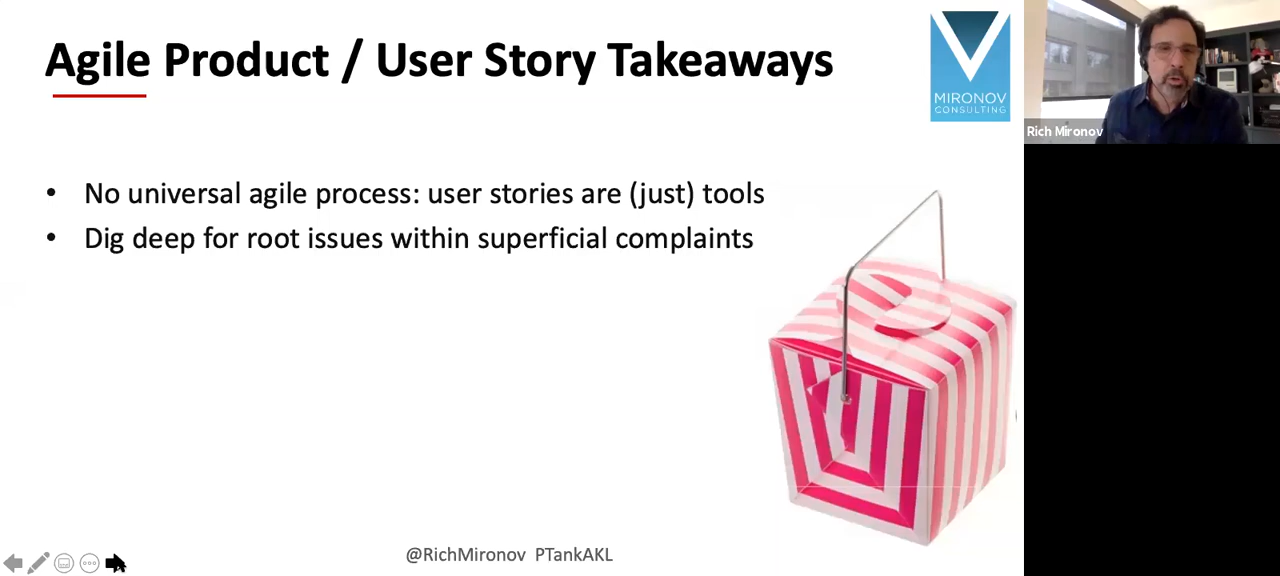 Agile Product / User Story Takeaways
MIRONOV
CONSULTING
Rich Mironov
• No universal agile process: user stories are (just) tools
• Dig deep for root issues within superficial complaints
@RichMironov PTankAKL